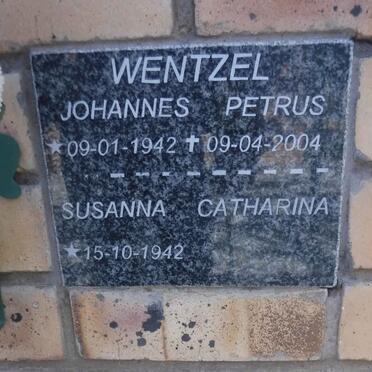 WENTZEL
JOHANNES PETRUS
★09-01-1942 ✝ 09-04-2004
SUSANNA CATHARINA
★15-10-1942